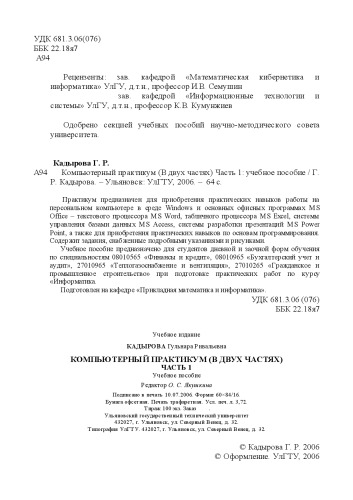 УДК 681.3.06(076)
ББК 22.18я7
А94
Рецензенты: зав. кафедрой «Математическая кибернетика и
информатика» УлГУ, д.т.н., профессор И.В. Семушин
зав. кафедрой «Информационные технологии и
системы» УлГУ, д.т.н., профессор К.В. Кумунжиев
Одобрено секцией учебных пособий научно-методического совета
университета.
Кадырова Г. Р.
А94 Компьютерный практикум (В двух частях) Часть 1: учебное пособие / Г.
Р. Кадырова. – Ульяновск: УлГТУ, 2006. – 64 с.
Практикум предназначен для приобретения практических навыков работы на
персональном компьютере в среде Windows и основных офисных программах MS
Office – текстового процессора MS Word, табличного процессора MS Excel, системы
управления базами данных MS Access, системы разработки презентаций MS Power
Point, а также для приобретения практических навыков по основам программирования.
Содержит задания, снабженные подробными указаниями и рисунками.
Учебное пособие предназначено для студентов дневной и заочной форм обучения
по специальностям 08010565 «Финансы и кредит», 08010965 «Бухгалтерский учет и
аудит», 27010965 «Теплогазоснабжение и вентиляция», 27010265 «Гражданское и
промышленное строительство» при подготовке практических работ по курсу
«Информатика.
Подготовлен на кафедре «Прикладная математика и информатика».
УДК 681.3.06 (076)
ББК 22.18я7
Учебное издание
КАДЫРОВА Гульнара Ривальевна
КОМПЬЮТЕРНЫЙ ПРАКТИКУМ (В ДВУХ ЧАСТЯХ)
ЧАСТЬ 1
Учебное пособие
Редактор О. С. Якушкина
Подписано в печать 10.07.2006. Формат 60×84/16.
Бумага офсетная. Печать трафаретная. Усл. печ. л. 3,72.
Тираж 100 экз. Заказ
Ульяновский государственный технический университет
432027, г. Ульяновск, ул. Северный Венец, д. 32.
Типография УлГТУ. 432027, г. Ульяновск, ул. Северный Венец, д. 32.
© Кадырова Г. Р. 2006
© Оформление. УлГТУ, 2006